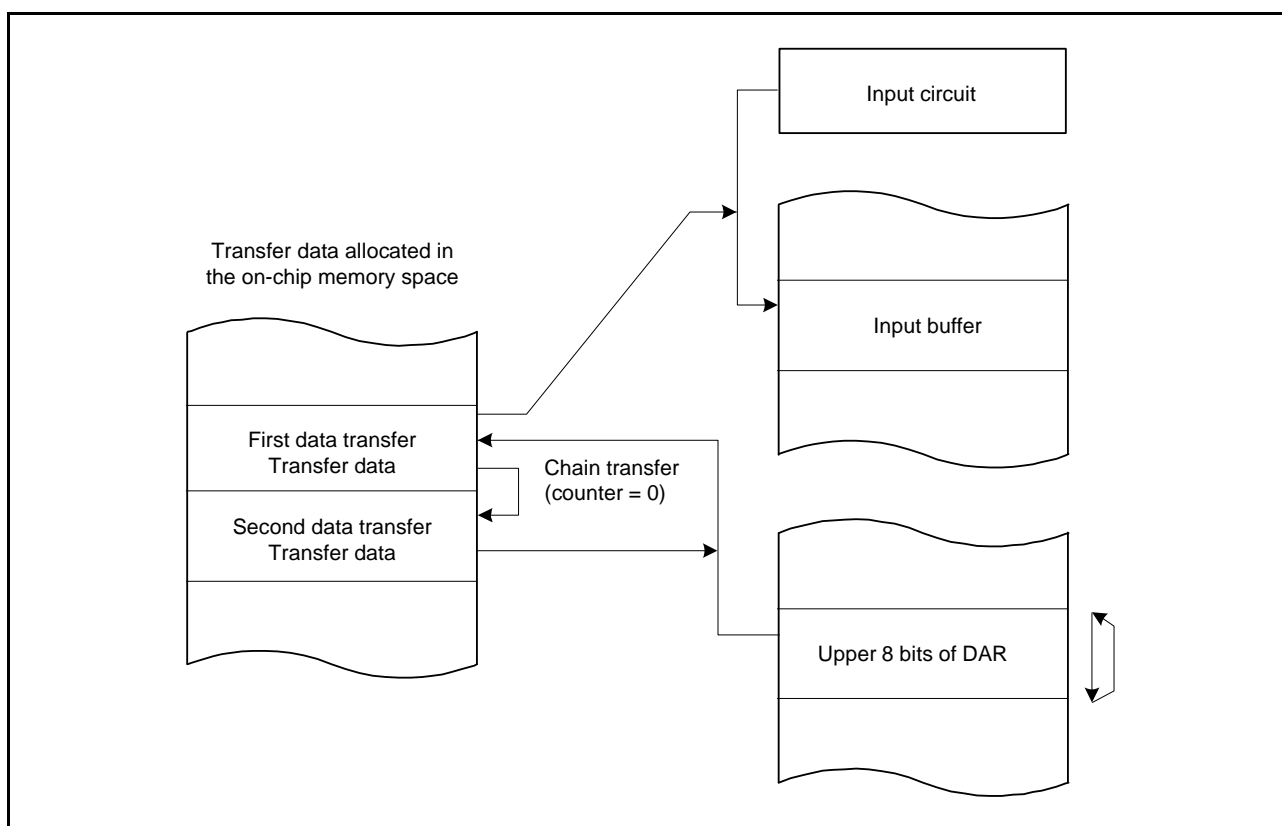 Input circuit
Transfer data allocated in
the on-chip memory space
Input buffer
First data transfer
Transfer data
Chain transfer
(counter = 0)
Second data transfer
Transfer data
Upper 8 bits of DAR